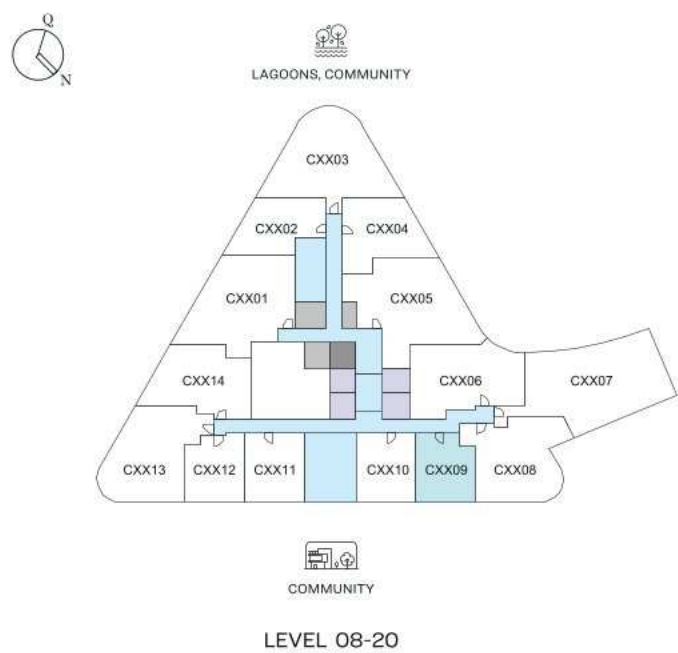 Q
N
LAGOONS, COMMUNITY
CXX03
CXX02
CXX04
CXX01
CXX05
CXX14
CXX06
CXX07
CXX13
CXX12
CXX11
CXX10
CXX09
CXX08
COMMUNITY
LEVEL 08-20